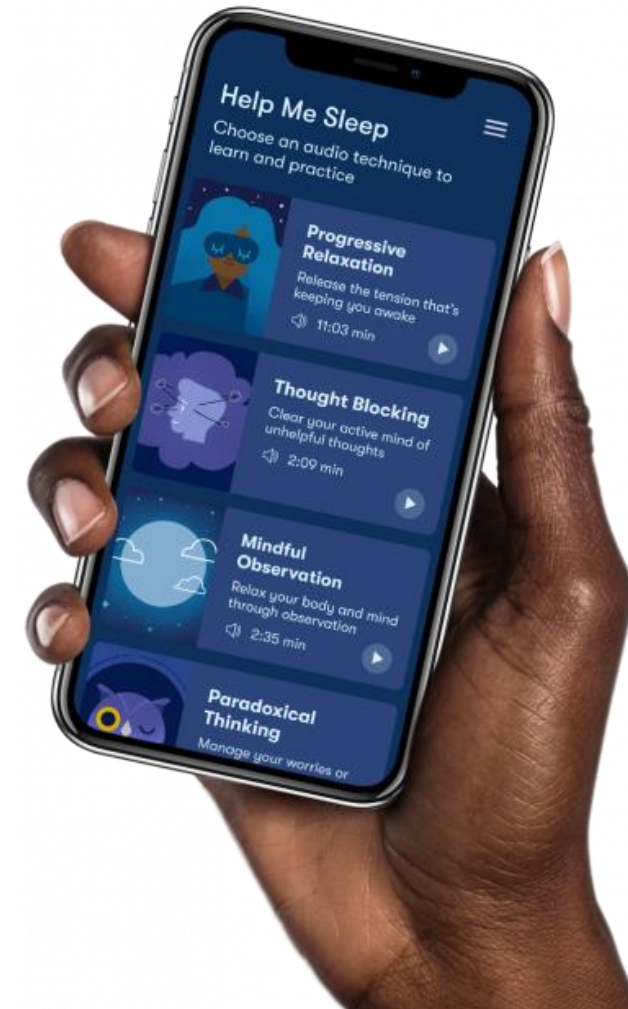 Help Me Sleep
Choose an audio technique to
learn and practice
Progressive
Relaxation
Release the tension that's
keeping you awake
11:03 min
Thought Blocking
Clear your active mind of
unhelpful thoughts
2:09 min
Mindful
Observation
Relax your body and mind
through observation
2:35 min
Paradoxical
Thinking
Manage your worries or